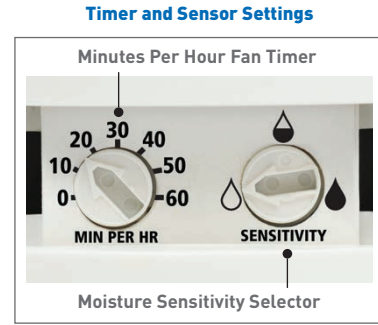 Timer and Sensor Settings
Minutes Per Hour Fan Timer
0
10
20
30
40
50
60
MIN PER HR
SENSITIVITY
Moisture Sensitivity Selector